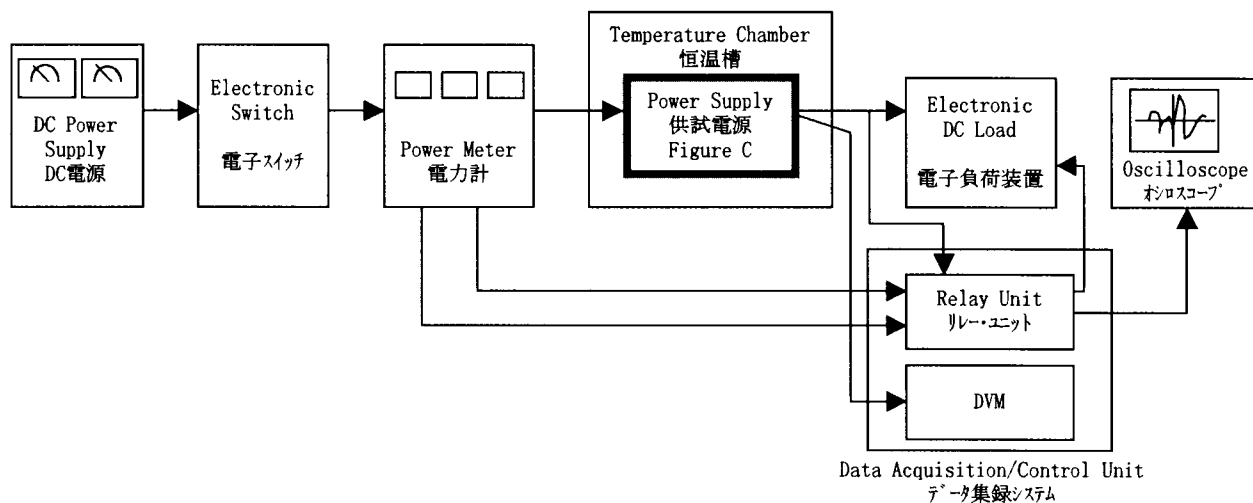 DC Power
Supply
DC電源
Electronic
Switch
電子スイッチ
Power Meter
電力計
Temperature Chamber
恒温槽
Power Supply
供試電源
Figure C
Electronic
DC Load
電子負荷装置
Oscilloscope
オシロスコープ
Relay Unit
リレー・ユニット
DVM
Data Acquisition/Control Unit
データ集録システム